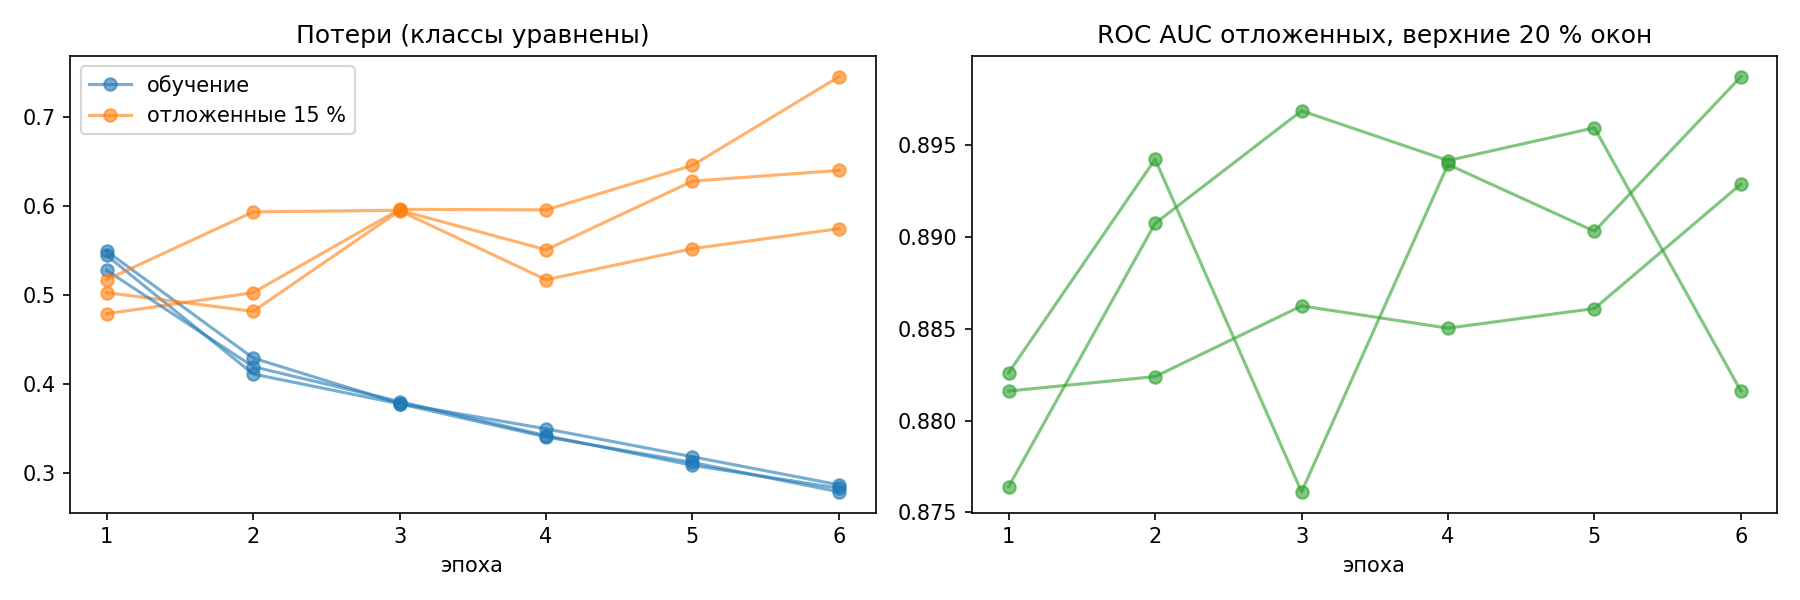 Потери (классы уравнены)
обучение
отложенные 15 %
0.7
0.6
0.5
0.4
0.3
1 2 3 4 5 6
эпоха
ROC AUC отложенных, верхние 20 % окон
0.895
0.890
0.885
0.880
0.875
1 2 3 4 5 6
эпоха